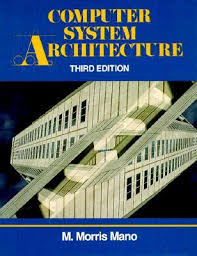 COMPUTER
SYSTEM
ARCHITECTURE
THIRD EDITION
M. Morris Mano